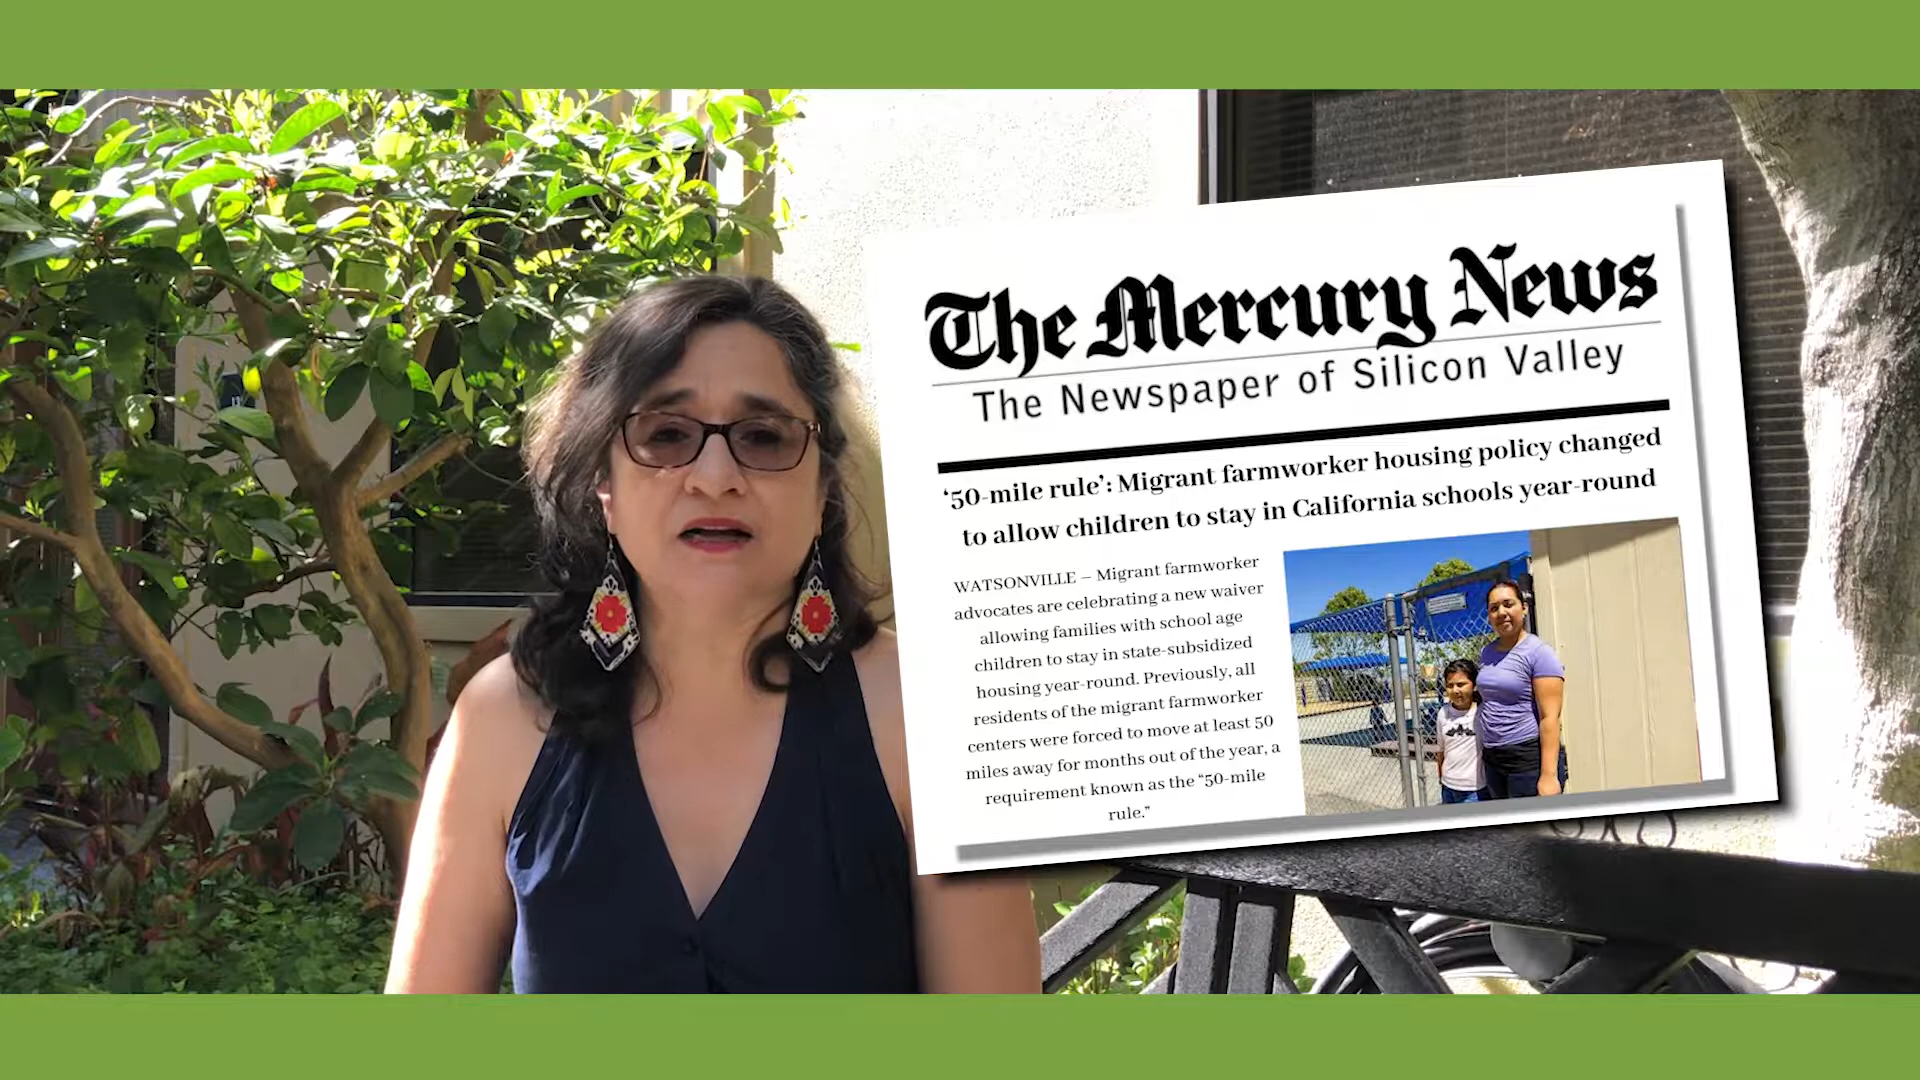 The Mercury News
The Newspaper of Silicon Valley
‘50-mile rule’: Migrant farmworker housing policy changed
to allow children to stay in California schools year-round
WATSONVILLE – Migrant farmworker
advocates are celebrating a new waiver
allowing families with school age
children to stay in state-subsidized
housing year-round. Previously, all
residents of the migrant farmworker
centers were forced to move at least 50
miles away for months out of the year, a
requirement known as the “50-mile
rule.”